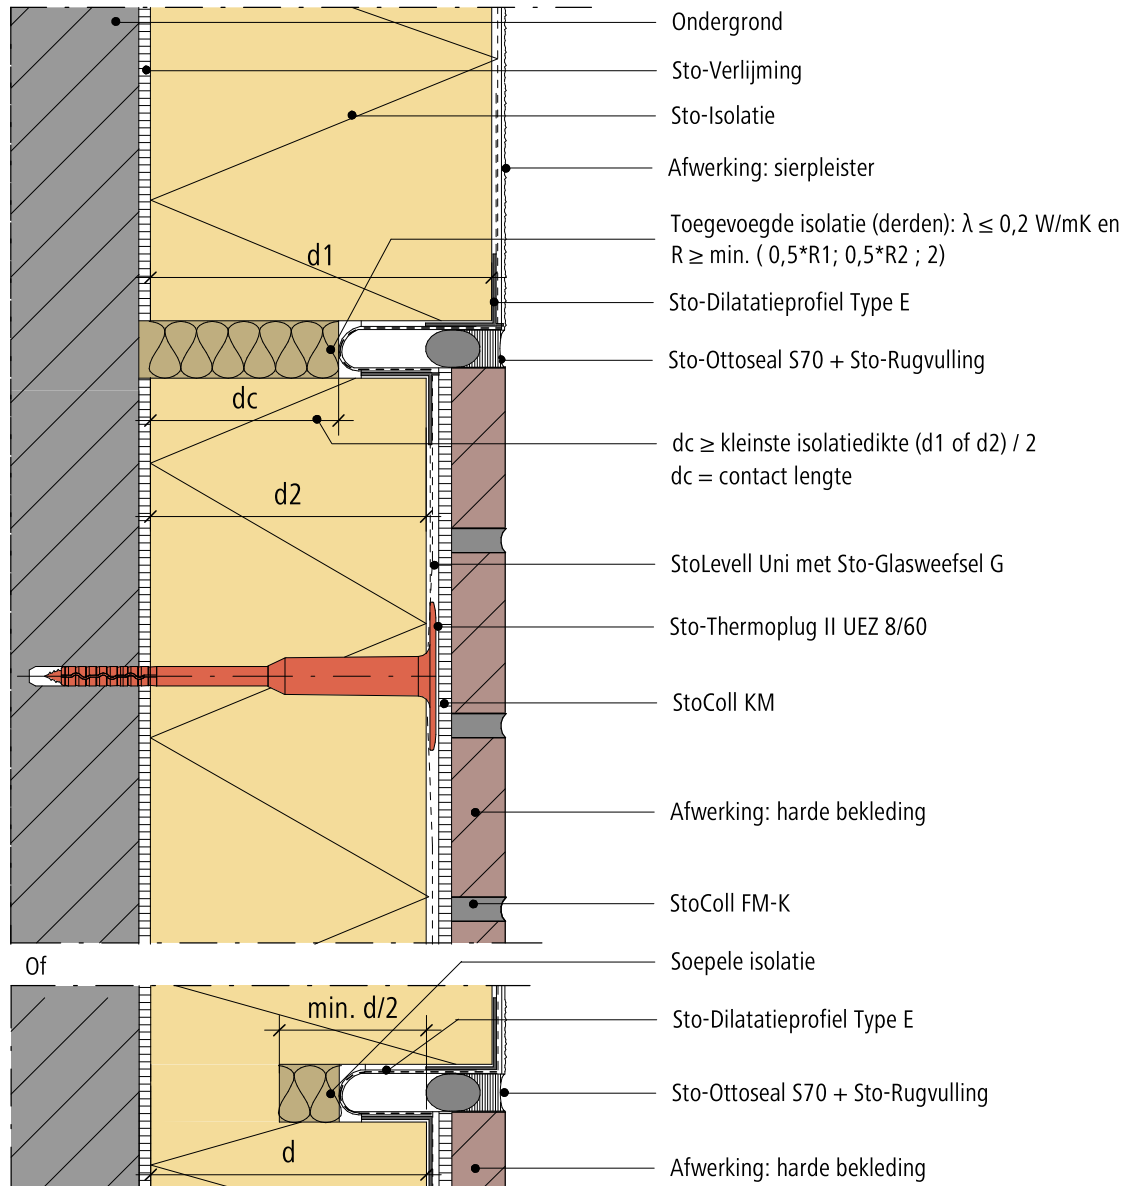 Ondergrond
Sto-Verlijming
Sto-Isolatie
Afwerking: sierpleister
Toegevoegde isolatie (derden): λ ≤ 0,2 W/mK en
R ≥ min. ( 0,5*R1; 0,5*R2 ; 2)
d1
Sto-Dilatatieprofiel Type E
Sto-Ottoseal S70 + Sto-Rugvulling
dc
dc ≥ kleinste isolatiedikte (d1 of d2) / 2
dc = contact lengte
d2
StoLevell Uni met Sto-Glasweefsel G
Sto-Thermoplug II UEZ 8/60
StoColl KM
Afwerking: harde bekleding
StoColl FM-K
Of
Soepele isolatie
min. d/2
Sto-Dilatatieprofiel Type E
Sto-Ottoseal S70 + Sto-Rugvulling
d
Afwerking: harde bekleding